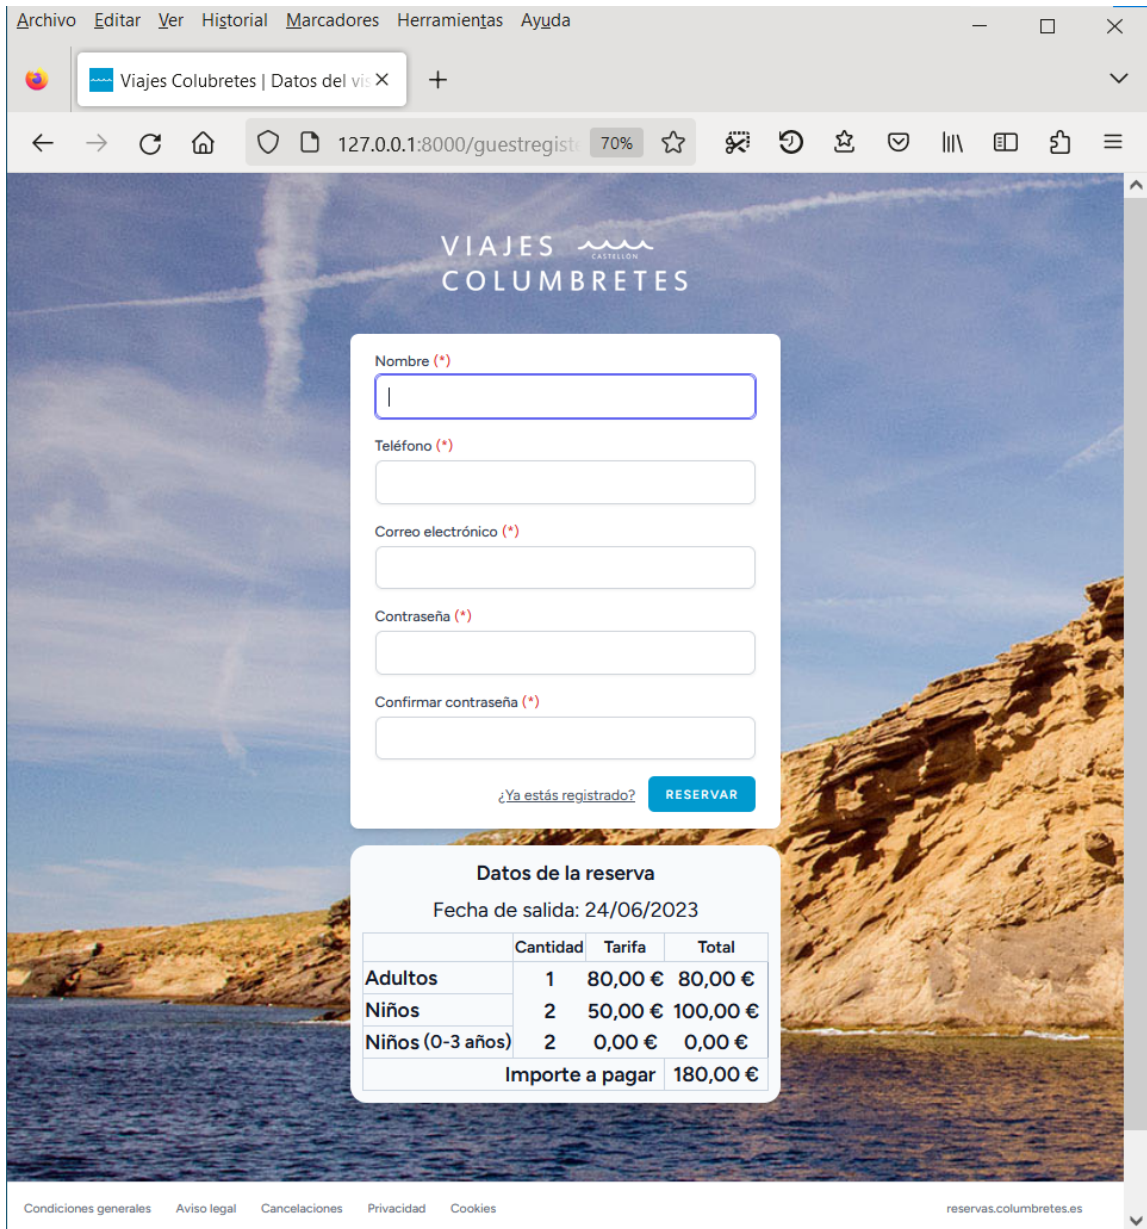 Archivo Editar Ver Historial Marcadores Herramientas Ayuda
Viajes Colubretes | Datos del vis
127.0.0.1:8000/guestregiste 70%
VIAJES
CASTELLÓN
COLUMBRETES
Nombre (*)
Teléfono (*)
Correo electrónico (*)
Contraseña (*)
Confirmar contraseña (*)
¿Ya estás registrado? RESERVAR
Datos de la reserva
Fecha de salida: 24/06/2023
Cantidad Tarifa Total
Adultos 1 80,00 € 80,00 €
Niños 2 50,00 € 100,00 €
Niños (0-3 años) 2 0,00 € 0,00 €
Importe a pagar 180,00 €
Condiciones generales Aviso legal Cancelaciones Privacidad Cookies reservas.columbretes.es